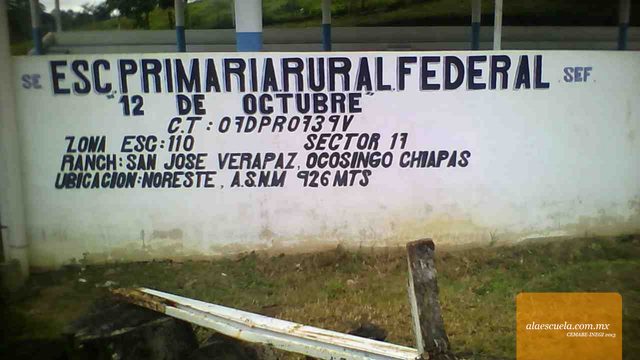 SE ESC. PRIMARIA RURAL FEDERAL SEF.
"12 DE OCTUBRE"
C.T : 07DPR0739V
ZONA ESC: 110 SECTOR 17
RANCH: SAN JOSE VERAPAZ, OCOSINGO CHIAPAS
UBICACION: NORESTE, A.S.N.M 926 MTS
alaescuela.com.mx
CEMABE-INEGI 2013